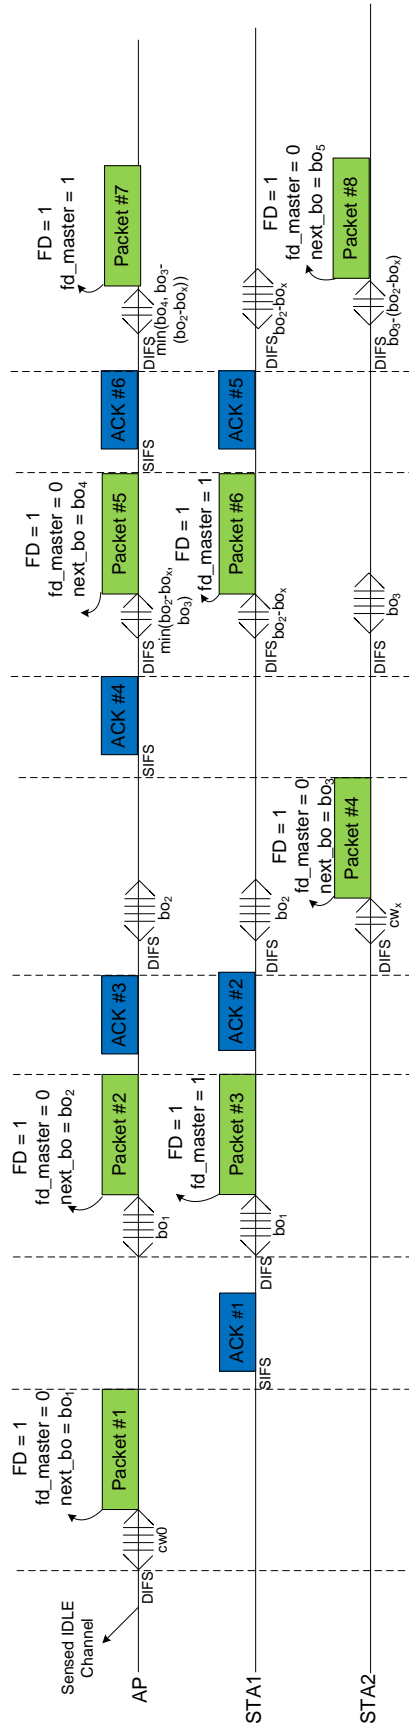 Sensed IDLE
Channel
AP
DIFS
cw0
FD = 1
fd_master = 0
next_bo = bo1
Packet #1
bo1
FD = 1
fd_master = 0
next_bo = bo2
Packet #2
ACK #3
DIFS
bo2
SIFS
ACK #4
DIFS
min(bo2-box,
bo3)
FD = 1
fd_master = 0
next_bo = bo4
Packet #5
SIFS
ACK #6
DIFS
min(bo4, bo3-
(bo2-box))
FD = 1
fd_master = 1
Packet #7
STA1
SIFS
ACK #1
DIFS
bo1
FD = 1
fd_master = 1
Packet #3
ACK #2
DIFS
bo2
DIFS
bo2-box
FD = 1
fd_master = 1
Packet #6
ACK #5
DIFS
bo2-box
STA2
DIFS
cwx
FD = 1
fd_master = 0
next_bo = bo3
Packet #4
DIFS
bo3
DIFS
bo3-(bo2-box)
FD = 1
fd_master = 0
next_bo = bo5
Packet #8